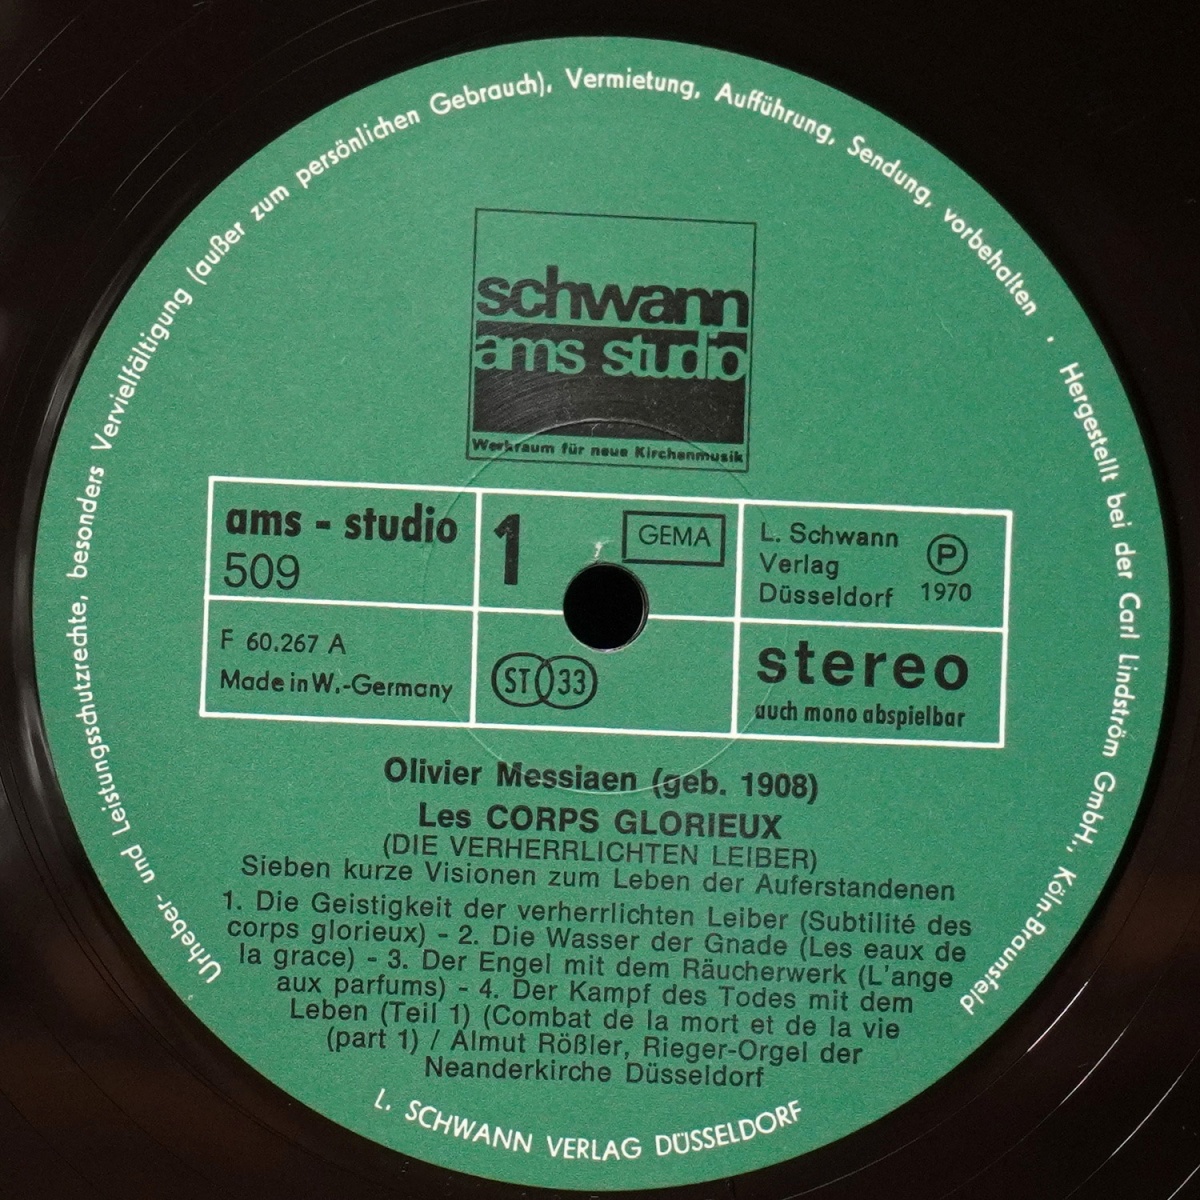 Urheber- und Leistungsschutzrechte, besonders Vervielfältigung (außer zum persönlichen Gebrauch), Vermietung, Aufführung, Sendung, vorbehalten · Hergestellt bei der Carl Lindström GmbH., Köln-Braunsfeld
schwann
ams studio
Werkraum für neue Kirchenmusik
ams - studio
509
1
GEMA
L. Schwann
Verlag
Düsseldorf
P
1970
F 60.267 A
Made in W.-Germany
ST 33
stereo
auch mono abspielbar
Olivier Messiaen (geb. 1908)
Les CORPS GLORIEUX
(DIE VERHERRLICHTEN LEIBER)
Sieben kurze Visionen zum Leben der Auferstandenen
1. Die Geistigkeit der verherrlichten Leiber (Subtilité des
corps glorieux) - 2. Die Wasser der Gnade (Les eaux de
la grace) - 3. Der Engel mit dem Räucherwerk (L'ange
aux parfums) - 4. Der Kampf des Todes mit dem
Leben (Teil 1) (Combat de la mort et de la vie
(part 1) / Almut Rößler, Rieger-Orgel der
Neanderkirche Düsseldorf
L. SCHWANN VERLAG DÜSSELDORF